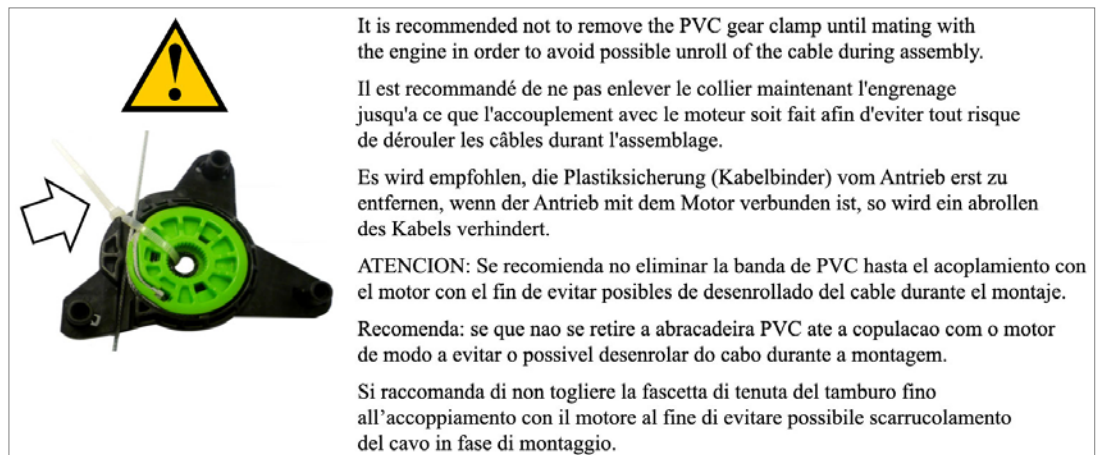 It is recommended not to remove the PVC gear clamp until mating with
the engine in order to avoid possible unroll of the cable during assembly.
Il est recommandé de ne pas enlever le collier maintenant l'engrenage
jusqu'a ce que l'accouplement avec le moteur soit fait afin d'eviter tout risque
de dérouler les câbles durant l'assemblage.
Es wird empfohlen, die Plastiksicherung (Kabelbinder) vom Antrieb erst zu
entfernen, wenn der Antrieb mit dem Motor verbunden ist, so wird ein abrollen
des Kabels verhindert.
ATENCION: Se recomienda no eliminar la banda de PVC hasta el acoplamiento con
el motor con el fin de evitar posibles de desenrollado del cable durante el montaje.
Recomenda: se que nao se retire a abracadeira PVC ate a copulacao com o motor
de modo a evitar o possivel desenrolar do cabo durante a montagem.
Si raccomanda di non togliere la fascetta di tenuta del tamburo fino
all’accoppiamento con il motore al fine di evitare possibile scarrucolamento
del cavo in fase di montaggio.